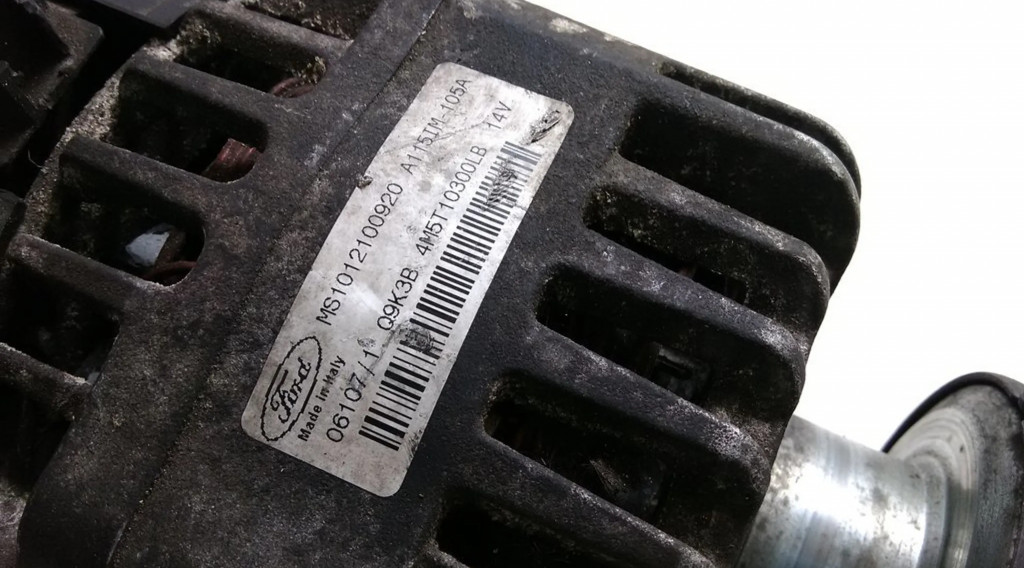 Ford
Made in Italy
MS1012100920 A115IM-105A
06107/1 Q9K3B 4M5T10300LB 14V